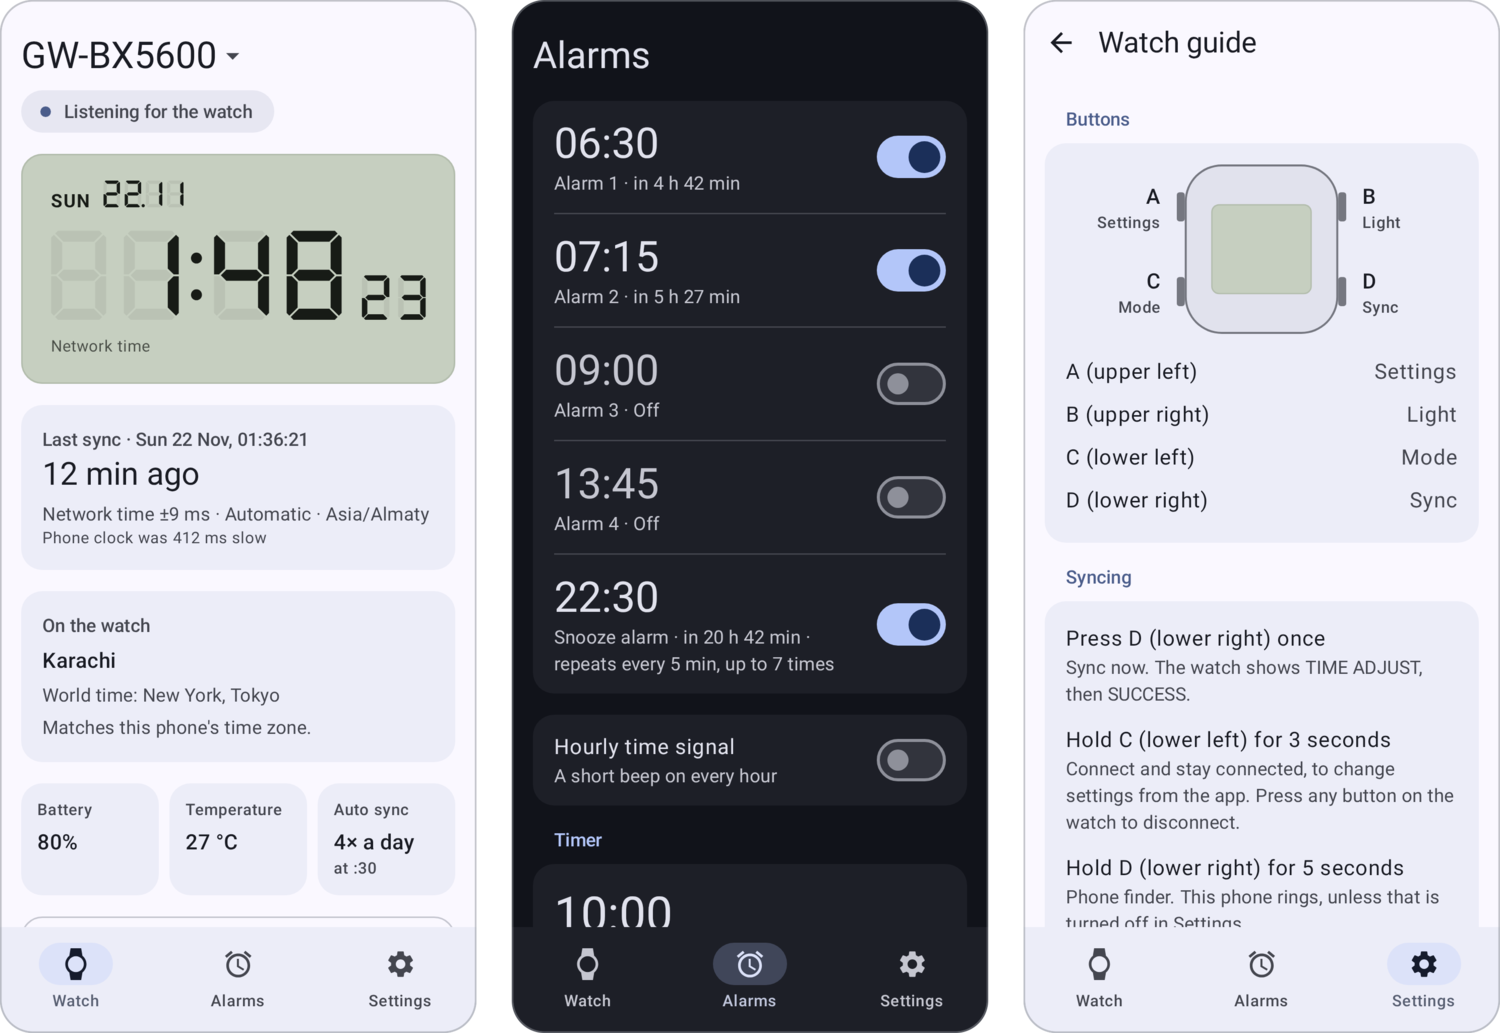 GW-BX5600
Listening for the watch
SUN 22.11
1:48 23
Network time
Last sync · Sun 22 Nov, 01:36:21
12 min ago
Network time ±9 ms · Automatic · Asia/Almaty
Phone clock was 412 ms slow
On the watch
Karachi
World time: New York, Tokyo
Matches this phone's time zone.
Battery
80%
Temperature
27 °C
Auto sync
4× a day
at :30
Watch
Alarms
Settings
Alarms
06:30
Alarm 1 · in 4 h 42 min
07:15
Alarm 2 · in 5 h 27 min
09:00
Alarm 3 · Off
13:45
Alarm 4 · Off
22:30
Snooze alarm · in 20 h 42 min ·
repeats every 5 min, up to 7 times
Hourly time signal
A short beep on every hour
Timer
10:00
Watch
Alarms
Settings
Watch guide
Buttons
A
Settings
B
Light
C
Mode
D
Sync
A (upper left) Settings
B (upper right) Light
C (lower left) Mode
D (lower right) Sync
Syncing
Press D (lower right) once
Sync now. The watch shows TIME ADJUST,
then SUCCESS.
Hold C (lower left) for 3 seconds
Connect and stay connected, to change
settings from the app. Press any button on the
watch to disconnect.
Hold D (lower right) for 5 seconds
Phone finder. This phone rings, unless that is
turned off in Settings
Watch
Alarms
Settings